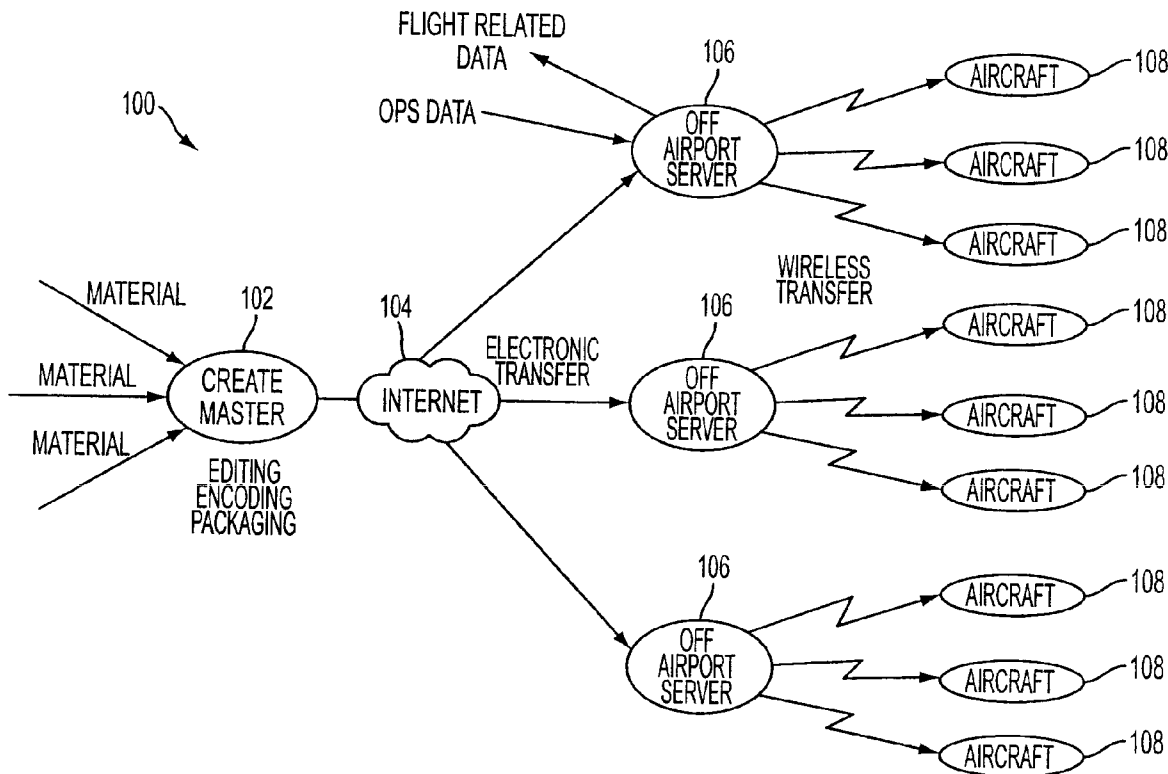 FLIGHT RELATED
DATA
OPS DATA
100
106
OFF
AIRPORT
SERVER
AIRCRAFT
108
AIRCRAFT
108
AIRCRAFT
108
WIRELESS
TRANSFER
MATERIAL
MATERIAL
MATERIAL
102
CREATE
MASTER
EDITING
ENCODING
PACKAGING
104
INTERNET
ELECTRONIC
TRANSFER
106
OFF
AIRPORT
SERVER
AIRCRAFT
108
AIRCRAFT
108
AIRCRAFT
108
106
OFF
AIRPORT
SERVER
AIRCRAFT
108
AIRCRAFT
108
AIRCRAFT
108